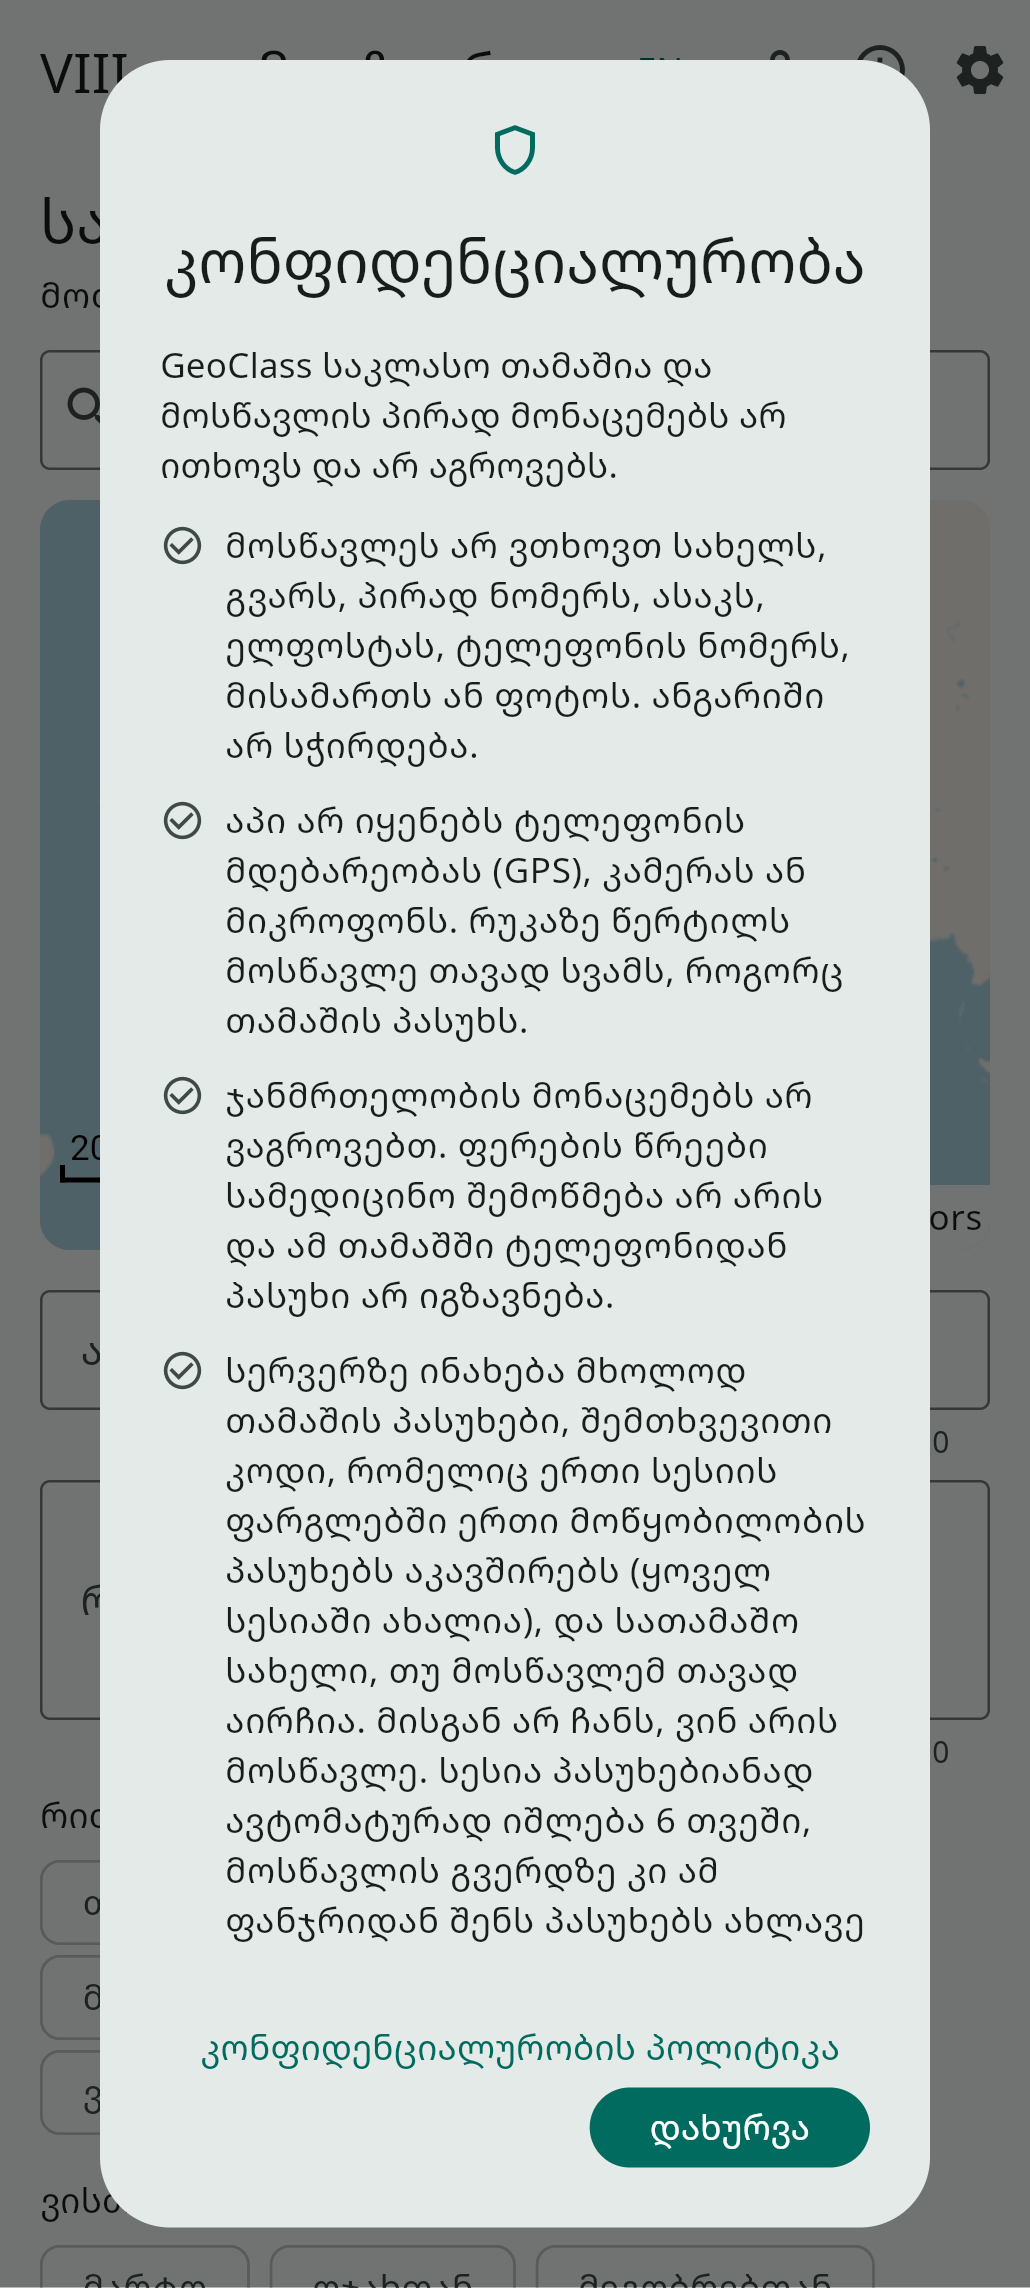 VIII
კონფიდენციალურობა
GeoClass საკლასო თამაშია და
მოსწავლის პირად მონაცემებს არ
ითხოვს და არ აგროვებს.
მოსწავლეს არ ვთხოვთ სახელს,
გვარს, პირად ნომერს, ასაკს,
ელფოსტას, ტელეფონის ნომერს,
მისამართს ან ფოტოს. ანგარიში
არ სჭირდება.
აპი არ იყენებს ტელეფონის
მდებარეობას (GPS), კამერას ან
მიკროფონს. რუკაზე წერტილს
მოსწავლე თავად სვამს, როგორც
თამაშის პასუხს.
ჯანმრთელობის მონაცემებს არ
ვაგროვებთ. ფერების წრეები
სამედიცინო შემოწმება არ არის
და ამ თამაშში ტელეფონიდან
პასუხი არ იგზავნება.
სერვერზე ინახება მხოლოდ
თამაშის პასუხები, შემთხვევითი
კოდი, რომელიც ერთი სესიის
ფარგლებში ერთი მოწყობილობის
პასუხებს აკავშირებს (ყოველ
სესიაში ახალია), და სათამაშო
სახელი, თუ მოსწავლემ თავად
აირჩია. მისგან არ ჩანს, ვინ არის
მოსწავლე. სესია პასუხებიანად
ავტომატურად იშლება 6 თვეში,
მოსწავლის გვერდზე კი ამ
ფანჯრიდან შენს პასუხებს ახლავე
კონფიდენციალურობის პოლიტიკა
დახურვა